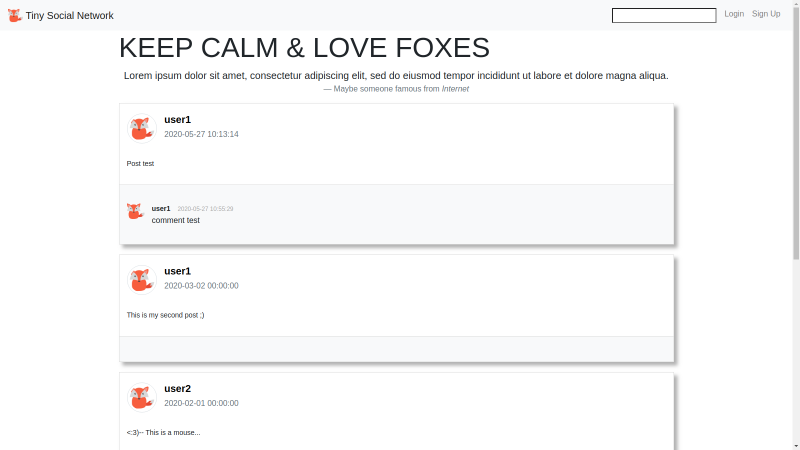 Tiny Social Network
Login Sign Up
KEEP CALM & LOVE FOXES
Lorem ipsum dolor sit amet, consectetur adipiscing elit, sed do eiusmod tempor incididunt ut labore et dolore magna aliqua.
— Maybe someone famous from Internet
user1
2020-05-27 10:13:14
Post test
user1 2020-05-27 10:55:29
comment test
user1
2020-03-02 00:00:00
This is my second post ;)
user2
2020-02-01 00:00:00
<:3)-- This is a mouse...